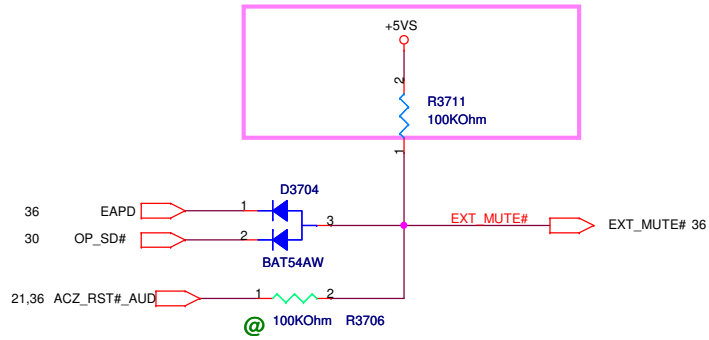 +5VS
2
R3711
100KOhm
1
D3704
36 EAPD 1
3 EXT_MUTE# EXT_MUTE# 36
30 OP_SD# 2
BAT54AW
21,36 ACZ_RST#_AUD 1 2
@ 100KOhm R3706